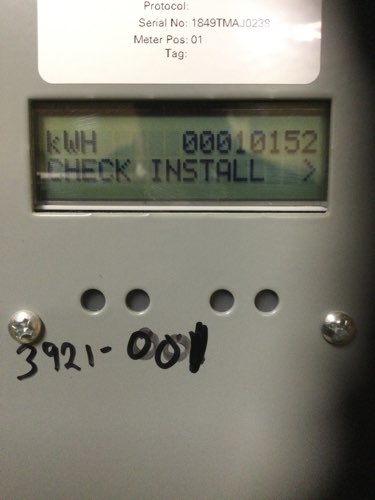 Protocol:
Serial No: 1849TMAJ0239
Meter Pos: 01
Tag:
kWH 00010152
CHECK INSTALL >
3921-001